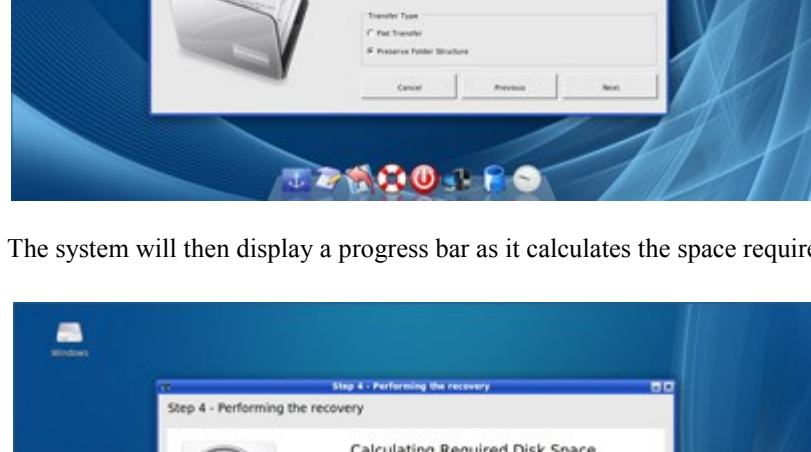 Transfer Type
Flat Transfer
Preserve Folder Structure
Cancel Previous Next
The system will then display a progress bar as it calculates the space require
Windows
Step 4 - Performing the recovery
Step 4 - Performing the recovery
Calculating Required Disk Space